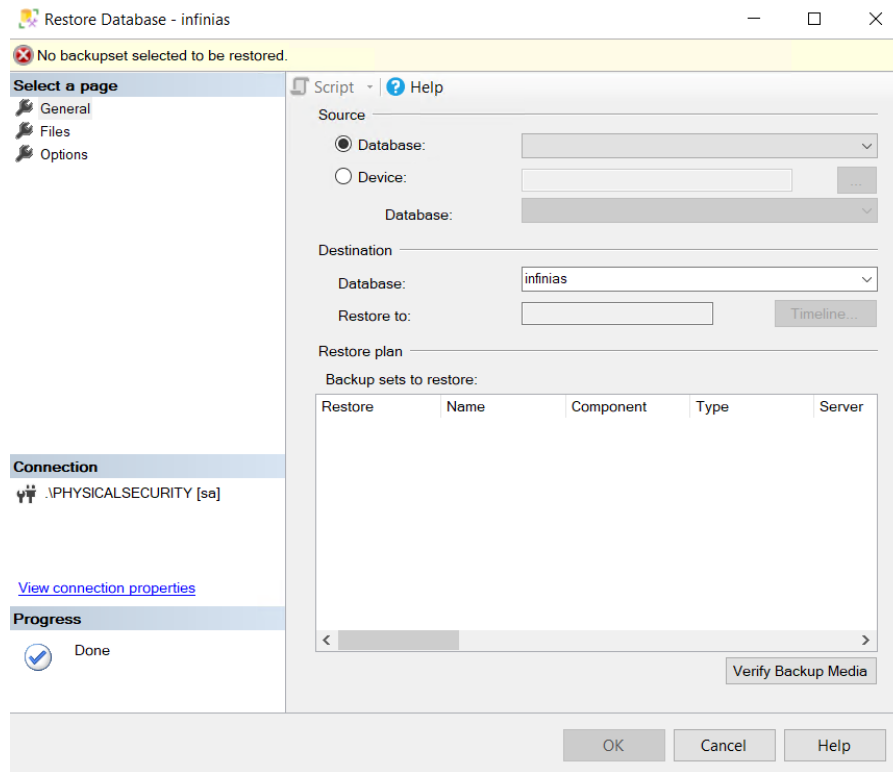 Restore Database - infinias
No backupset selected to be restored.
Select a page
General
Files
Options
Script
Help
Source
Database:
Device:
...
Database:
Destination
Database:
infinias
Restore to:
Timeline...
Restore plan
Backup sets to restore:
Restore Name Component Type Server
Connection
.\PHYSICALSECURITY [sa]
View connection properties
Progress
Done
Verify Backup Media
OK Cancel Help